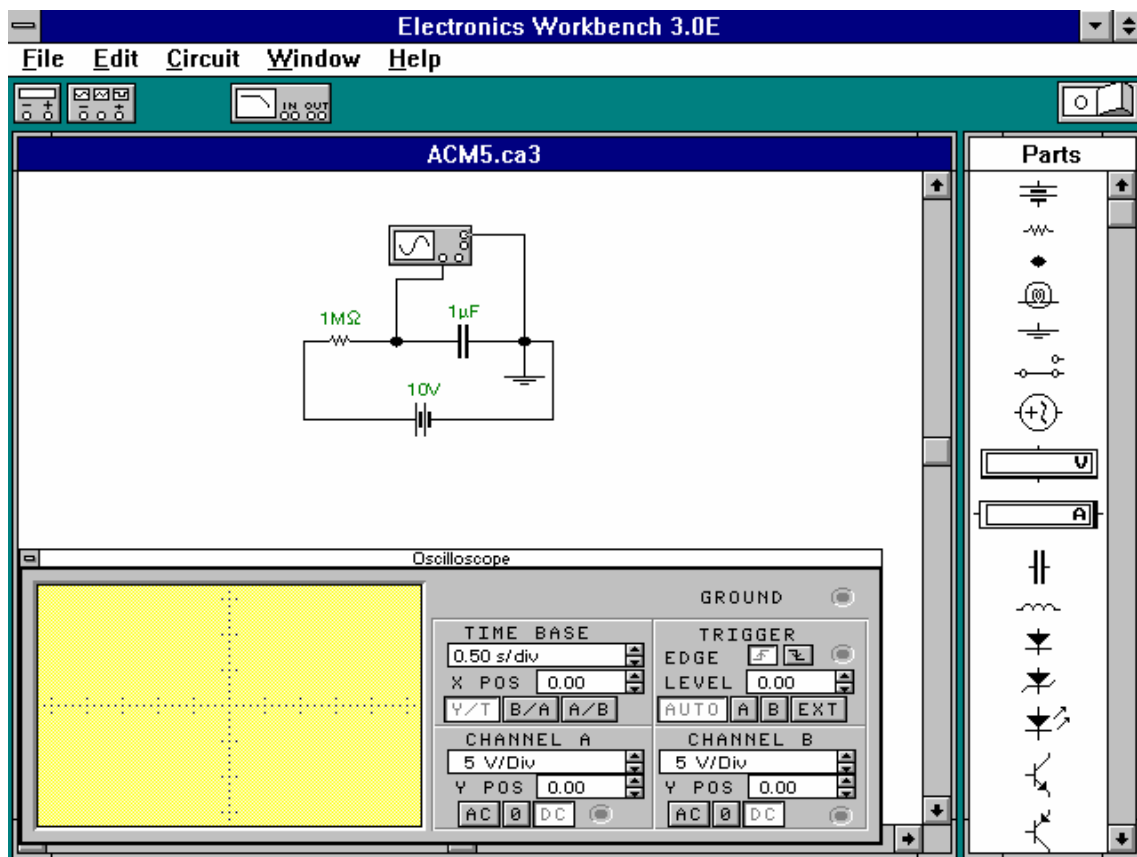 Electronics Workbench 3.0E
File Edit Circuit Window Help
IN OUT
ACM5.ca3
Parts
1MΩ
1µF
10V
V
A
Oscilloscope
GROUND
TIME BASE
0.50 s/div
X POS 0.00
Y/T B/A A/B
TRIGGER
EDGE
LEVEL 0.00
AUTO A B EXT
CHANNEL A
5 V/Div
Y POS 0.00
AC 0 DC
CHANNEL B
5 V/Div
Y POS 0.00
AC 0 DC